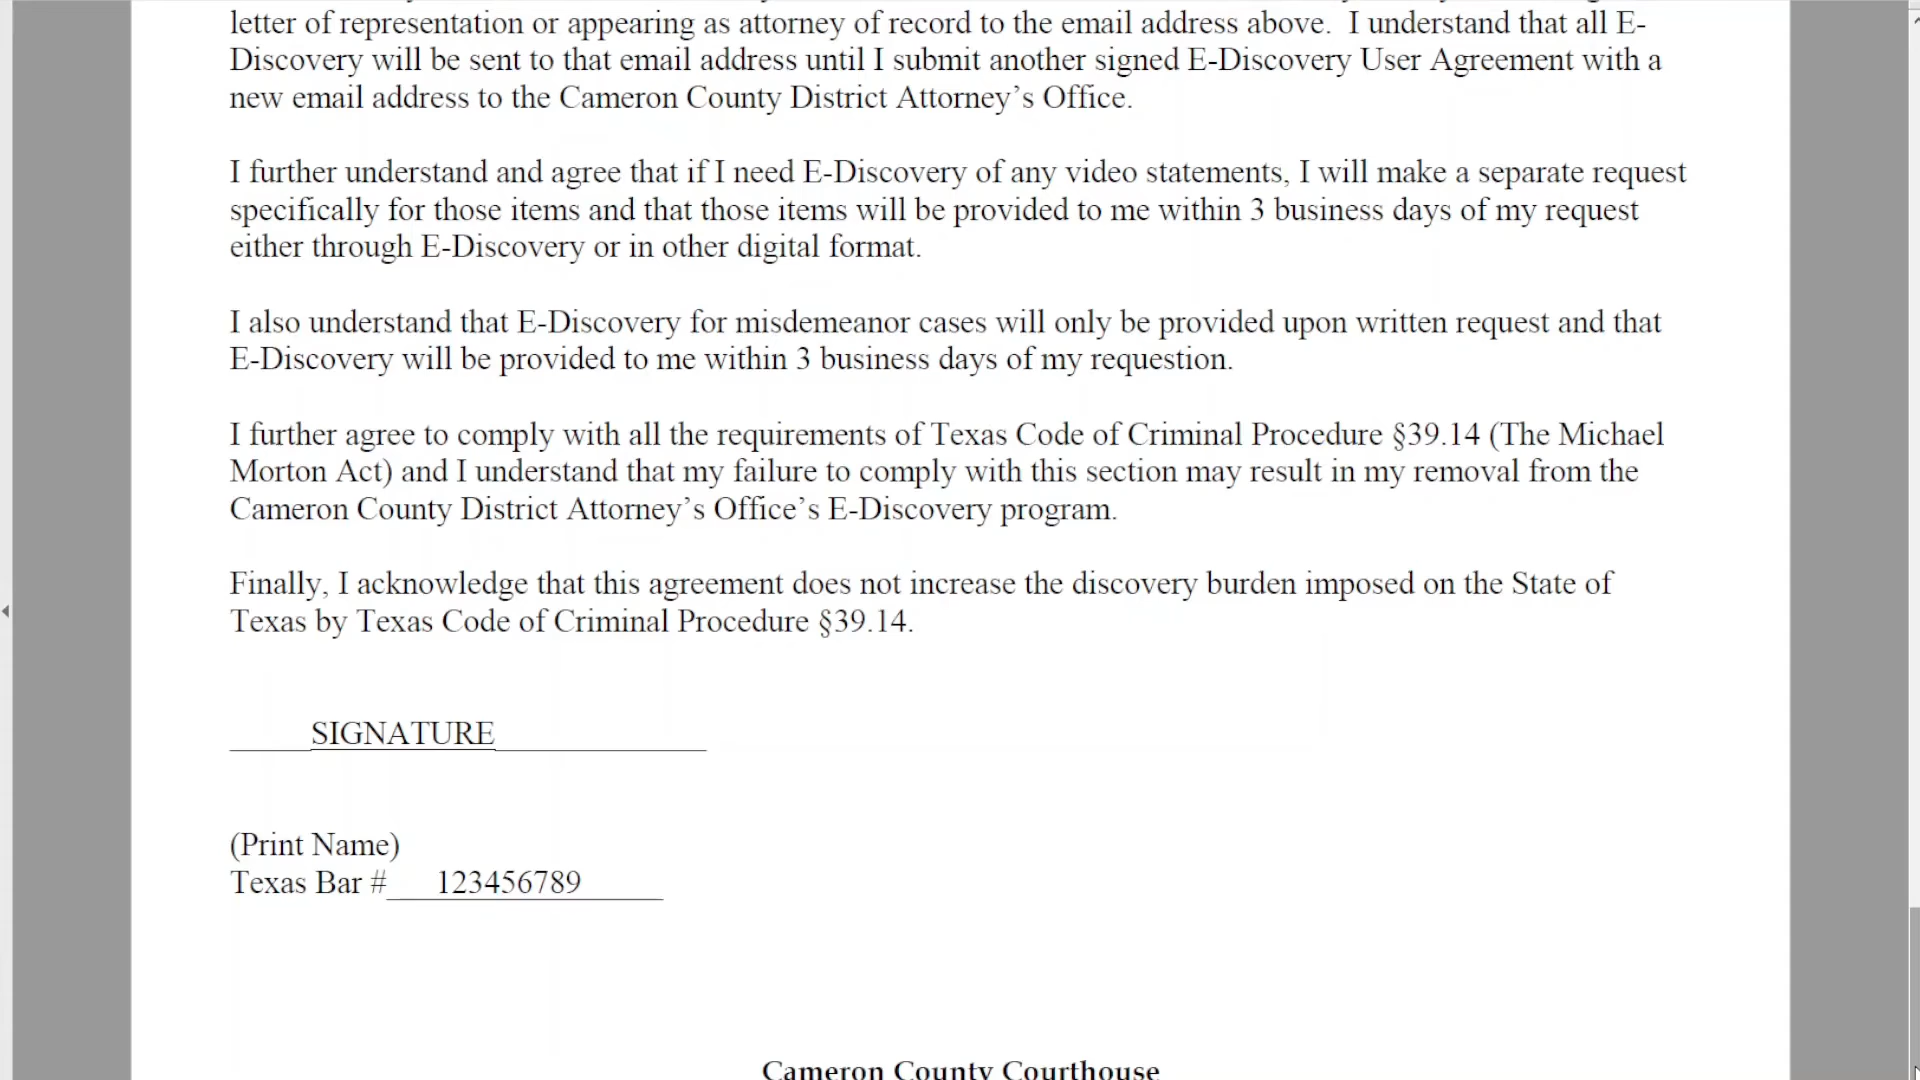 letter of representation or appearing as attorney of record to the email address above. I understand that all E-
Discovery will be sent to that email address until I submit another signed E-Discovery User Agreement with a
new email address to the Cameron County District Attorney’s Office.
I further understand and agree that if I need E-Discovery of any video statements, I will make a separate request
specifically for those items and that those items will be provided to me within 3 business days of my request
either through E-Discovery or in other digital format.
I also understand that E-Discovery for misdemeanor cases will only be provided upon written request and that
E-Discovery will be provided to me within 3 business days of my requestion.
I further agree to comply with all the requirements of Texas Code of Criminal Procedure §39.14 (The Michael
Morton Act) and I understand that my failure to comply with this section may result in my removal from the
Cameron County District Attorney’s Office’s E-Discovery program.
Finally, I acknowledge that this agreement does not increase the discovery burden imposed on the State of
Texas by Texas Code of Criminal Procedure §39.14.
SIGNATURE
(Print Name)
Texas Bar # 123456789
Cameron County Courthouse